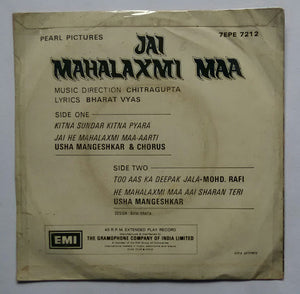 PEARL PICTURES
7EPE 7212
JAI
MAHALAXMI MAA
MUSIC DIRECTION CHITRAGUPTA
LYRICS BHARAT VYAS
SIDE ONE
KITNA SUNDAR KITNA PYARA
JAI HE MAHALAXMI MAA-AARTI
USHA MANGESHKAR & CHORUS
SIDE TWO
TOO AAS KA DEEPAK JALA-MOHD. RAFI
HE MAHALAXMI MAA AAI SHARAN TERI
USHA MANGESHKAR
EMI
45 R.P.M. EXTENDED PLAY RECORD
THE GRAMOPHONE COMPANY OF INDIA LIMITED